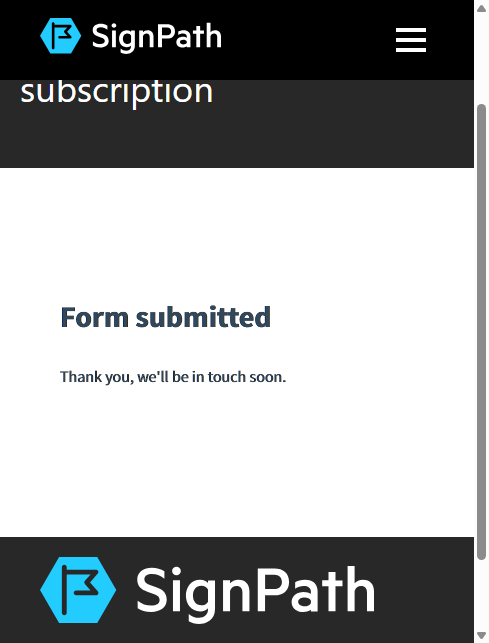 SignPath
subscription
Form submitted
Thank you, we'll be in touch soon.
SignPath